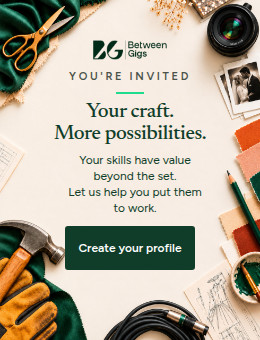 BG Between
Gigs
YOU'RE INVITED
Your craft.
More possibilities.
Your skills have value
beyond the set.
Let us help you put them
to work.
Create your profile